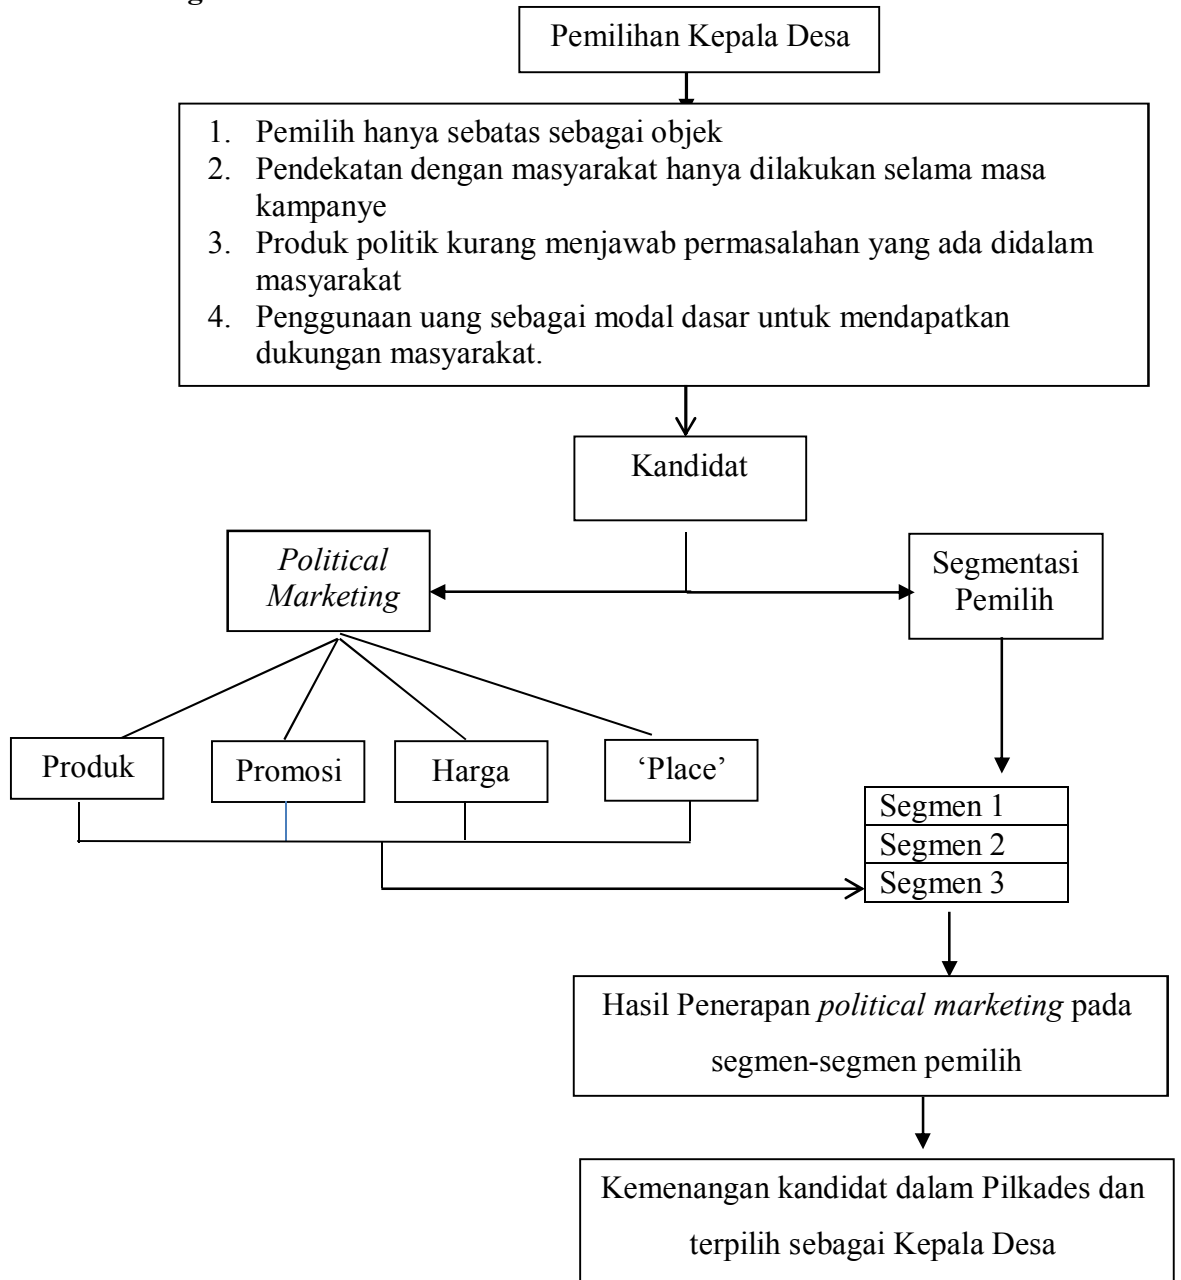 Pemilihan Kepala Desa
1. Pemilih hanya sebatas sebagai objek
2. Pendekatan dengan masyarakat hanya dilakukan selama masa
kampanye
3. Produk politik kurang menjawab permasalahan yang ada didalam
masyarakat
4. Penggunaan uang sebagai modal dasar untuk mendapatkan
dukungan masyarakat.
Kandidat
Political
Marketing
Segmentasi
Pemilih
Produk
Promosi
Harga
‘Place’
Segmen 1
Segmen 2
Segmen 3
Hasil Penerapan political marketing pada
segmen-segmen pemilih
Kemenangan kandidat dalam Pilkades dan
terpilih sebagai Kepala Desa